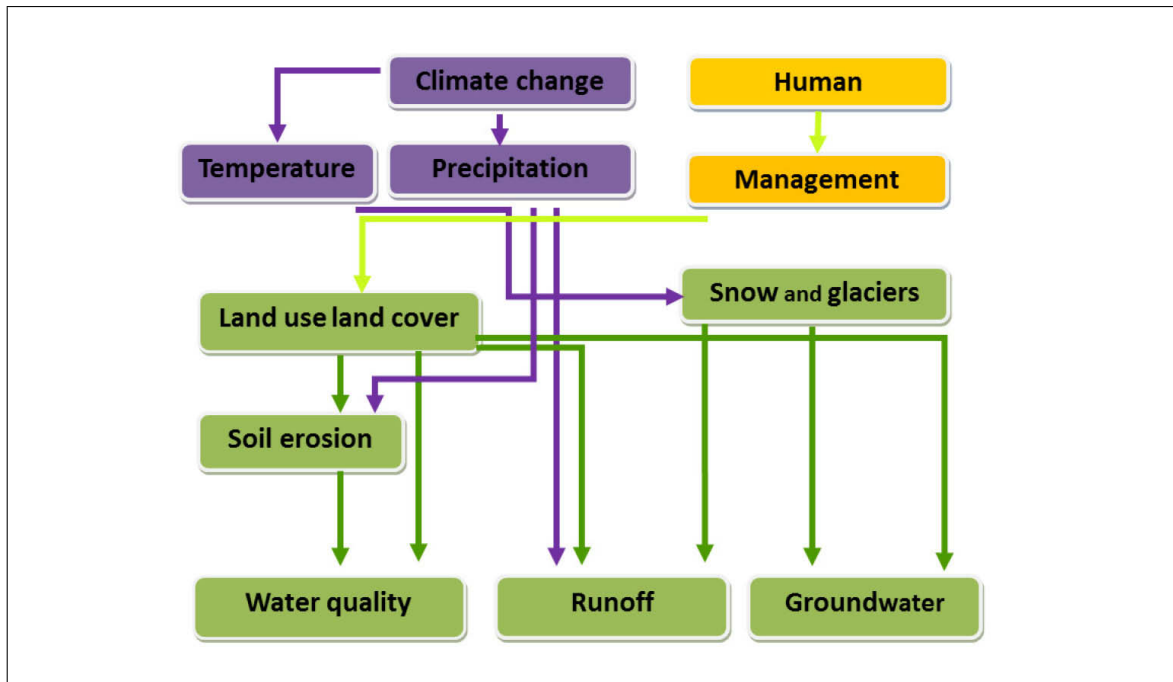 Climate change
Human
Temperature
Precipitation
Management
Land use land cover
Snow and glaciers
Soil erosion
Water quality
Runoff
Groundwater